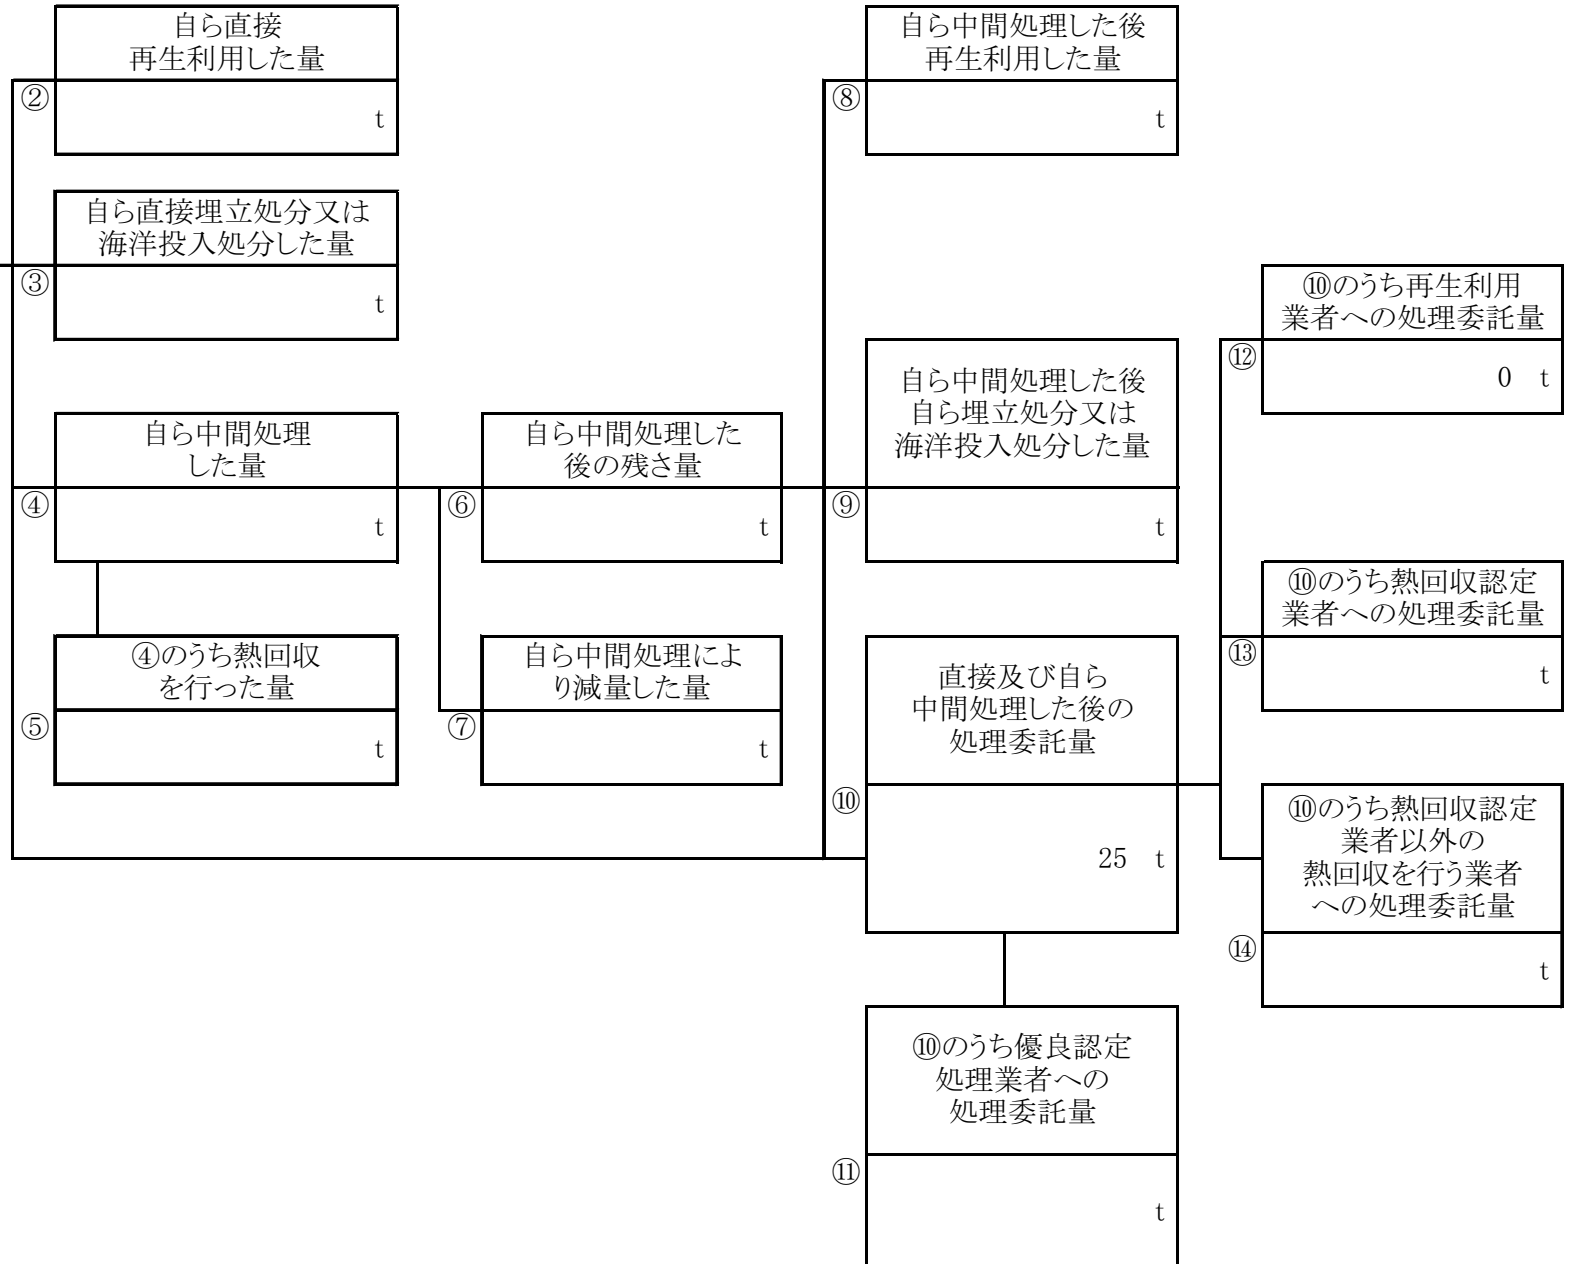 自ら直接
再生利用した量
②
t
自ら直接埋立処分又は
海洋投入処分した量
③
t
自ら中間処理
した量
④
t
④のうち熱回収
を行った量
⑤
t
自ら中間処理した
後の残さ量
⑥
t
自ら中間処理によ
り減量した量
⑦
t
自ら中間処理した後
再生利用した量
⑧
t
自ら中間処理した後
自ら埋立処分又は
海洋投入処分した量
⑨
t
直接及び自ら
中間処理した後の
処理委託量
⑩
25 t
⑩のうち優良認定
処理業者への
処理委託量
⑪
t
⑩のうち再生利用
業者への処理委託量
⑫
0 t
⑩のうち熱回収認定
業者への処理委託量
⑬
t
⑩のうち熱回収認定
業者以外の
熱回収を行う業者
への処理委託量
⑭
t